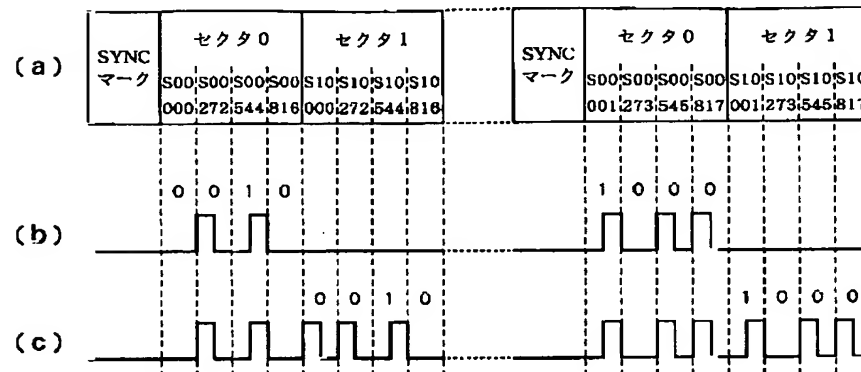 (a)
SYNC マーク セクタ0 セクタ1 SYNC マーク セクタ0 セクタ1
S00 S00 S00 S00 S10 S10 S10 S10 S00 S00 S00 S00 S10 S10 S10 S10
000 272 544 816 000 272 544 816 001 273 545 817 001 273 545 817
(b)
0 0 1 0 1 0 0 0
(c)
0 0 1 0 1 0 0 0